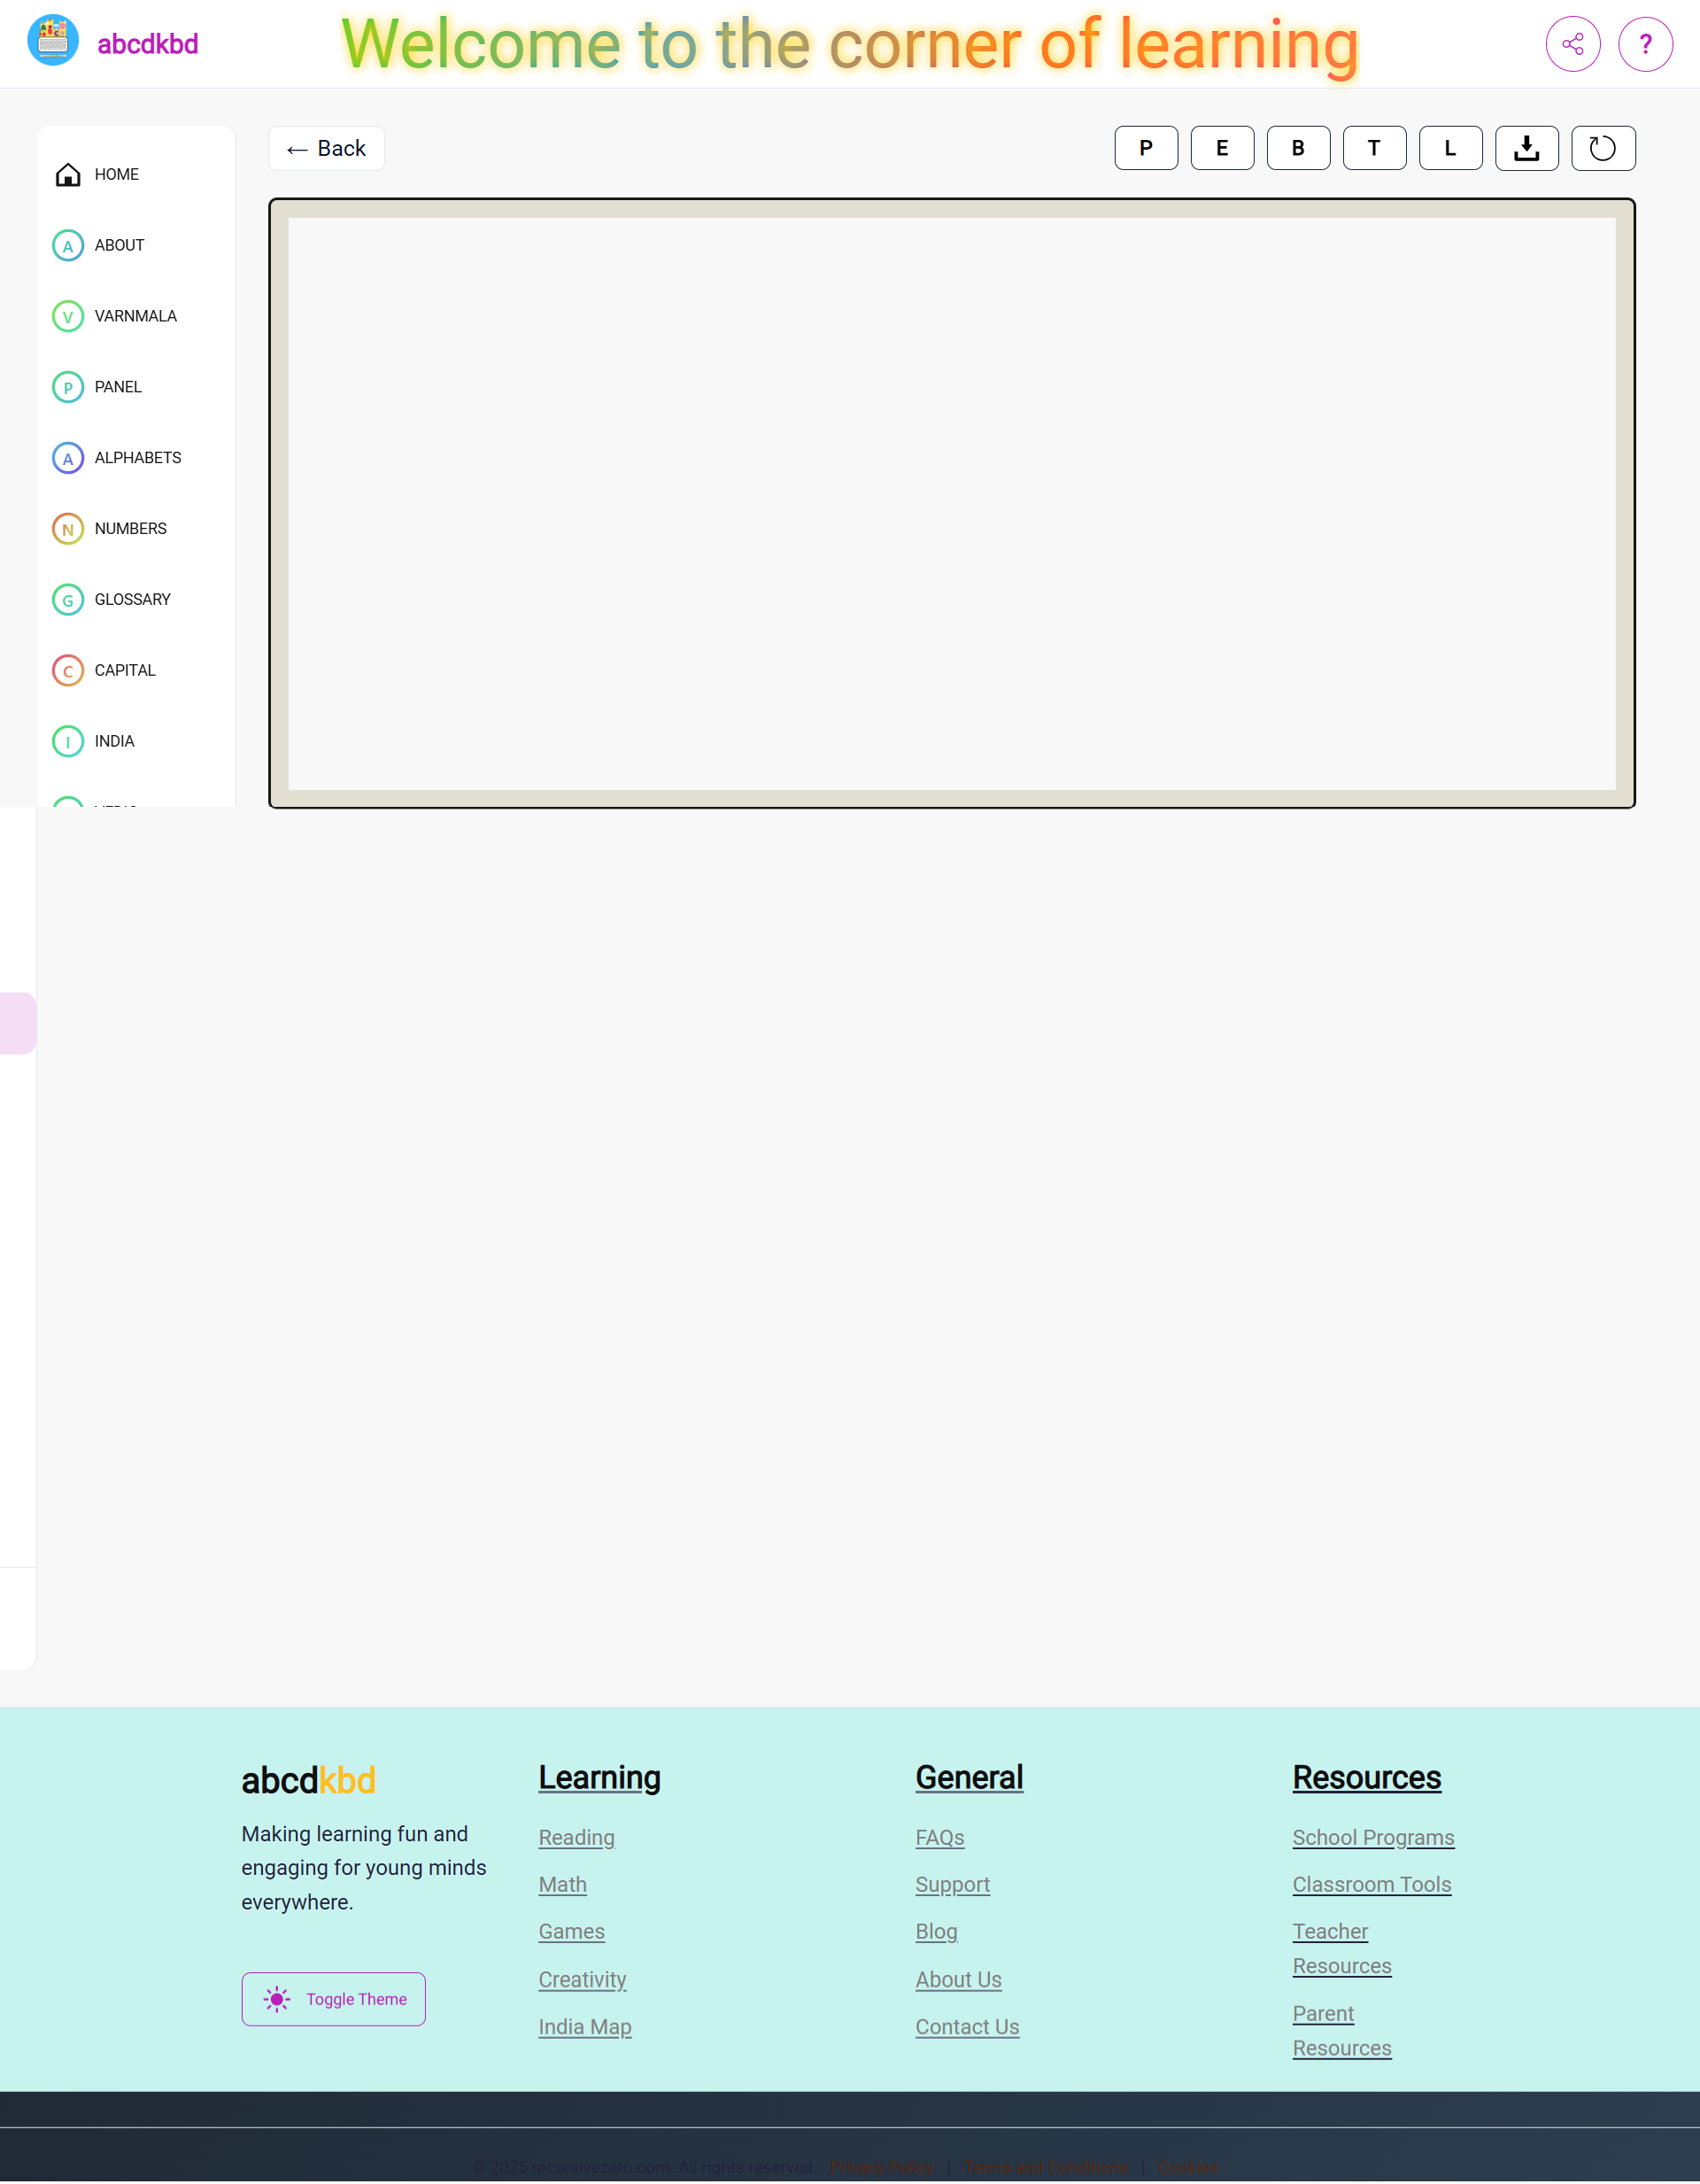 abcdkbd
Welcome to the corner of learning
?
HOME
← Back
P E B T L
A ABOUT
V VARNMALA
P PANEL
A ALPHABETS
N NUMBERS
G GLOSSARY
C CAPITAL
I INDIA
abcdkbd
Making learning fun and
engaging for young minds
everywhere.
Toggle Theme
Learning
Reading
Math
Games
Creativity
India Map
General
FAQs
Support
Blog
About Us
Contact Us
Resources
School Programs
Classroom Tools
Teacher
Resources
Parent
Resources
© 2025 recursivezero.com. All rights reserved. Privacy Policy | Terms and Conditions | Cookies